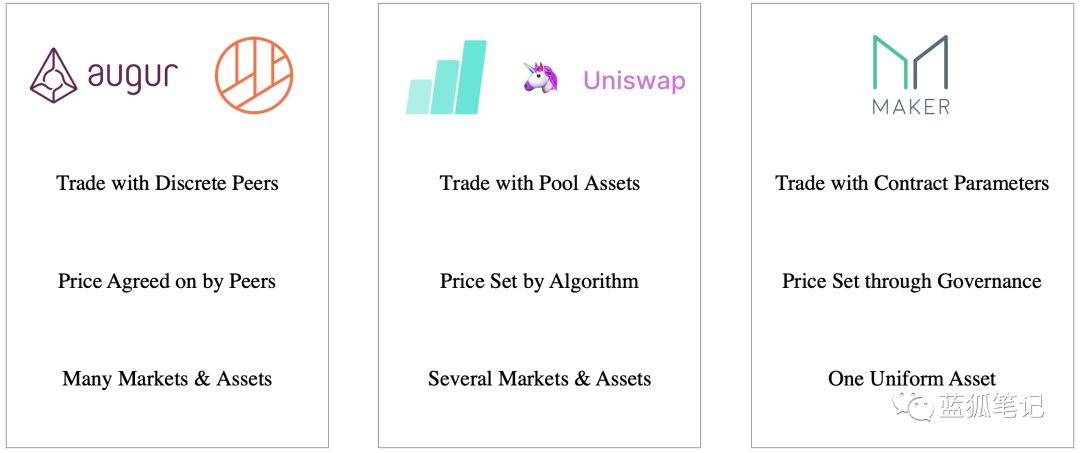 augur
Trade with Discrete Peers
Price Agreed on by Peers
Many Markets & Assets
Uniswap
Trade with Pool Assets
Price Set by Algorithm
Several Markets & Assets
MAKER
Trade with Contract Parameters
Price Set through Governance
One Uniform Asset
蓝狐笔记